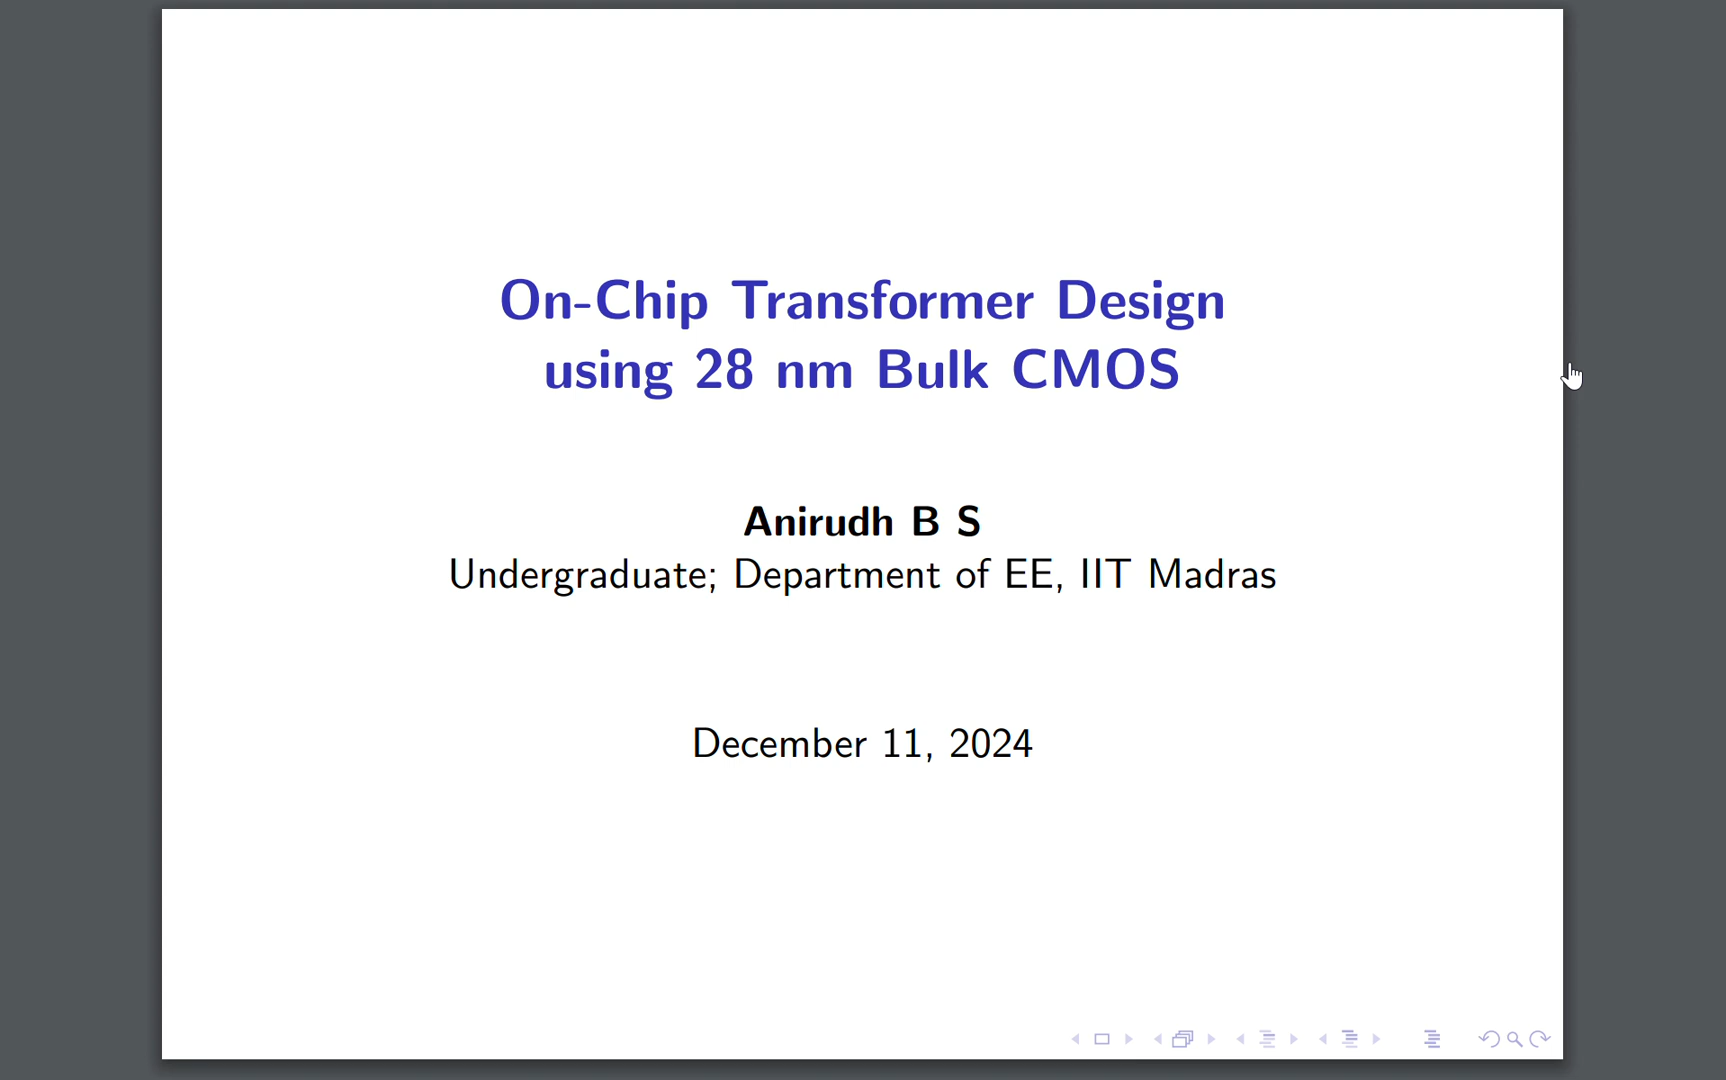 On-Chip Transformer Design
using 28 nm Bulk CMOS
Anirudh B S
Undergraduate; Department of EE, IIT Madras
December 11, 2024